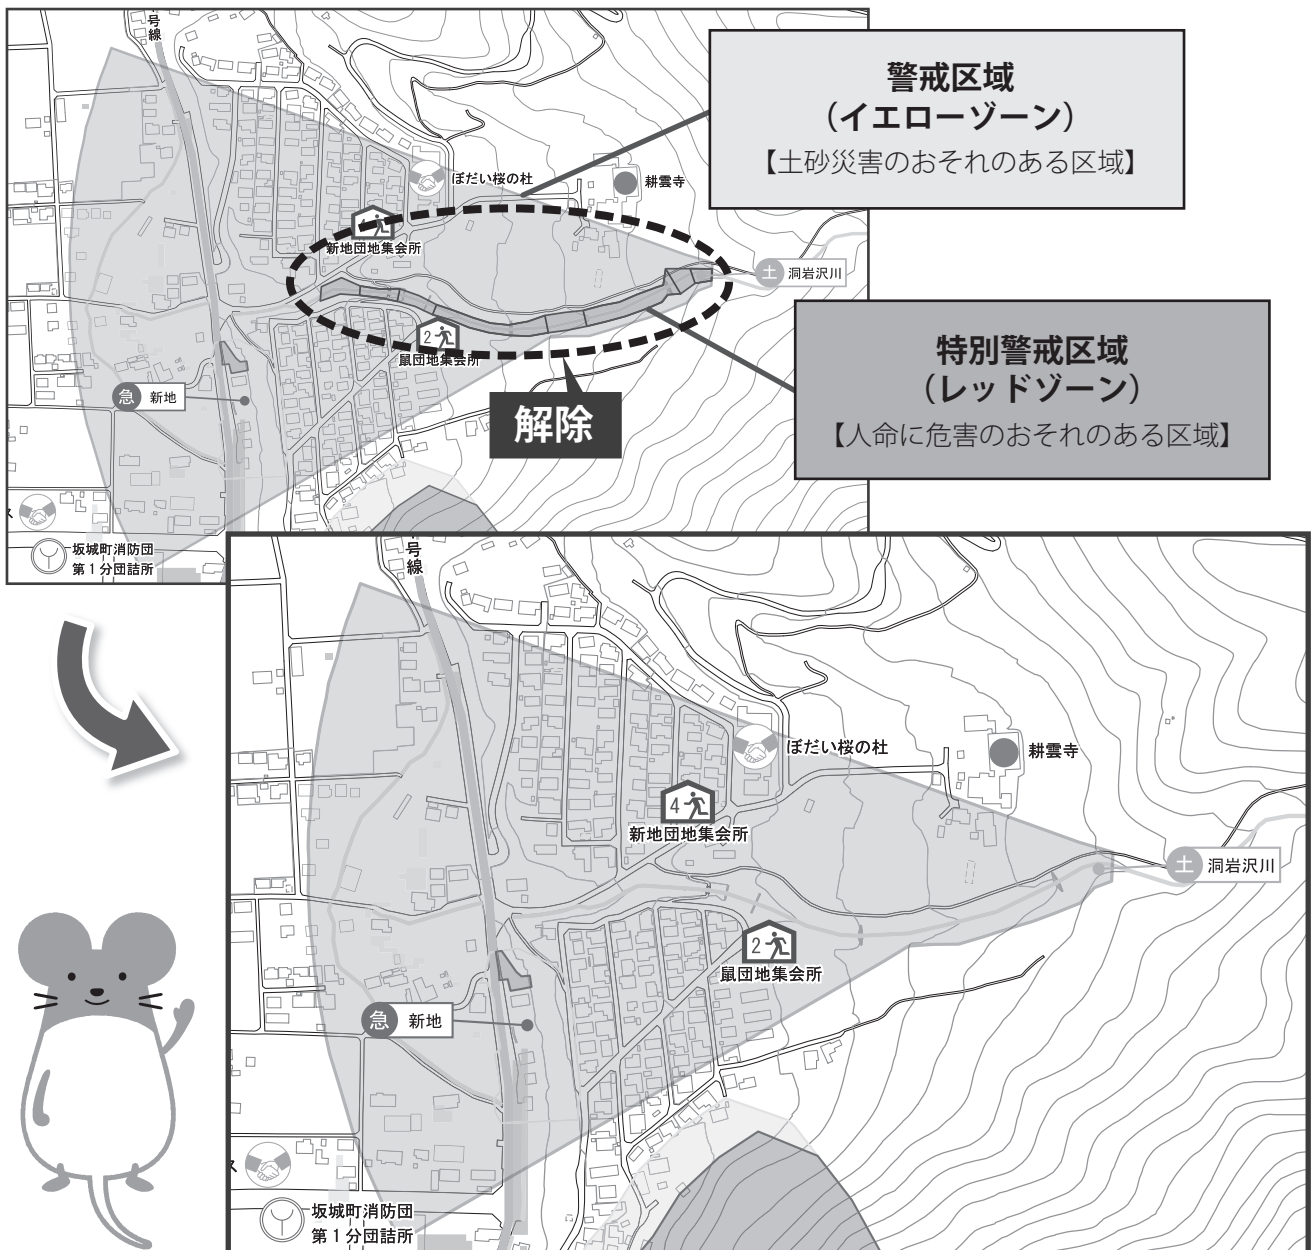 号線
警戒区域
（イエローゾーン）
【土砂災害のおそれのある区域】
ぼだい桜の杜
耕雲寺
新地団地集会所
土 洞岩沢川
2
鼠団地集会所
特別警戒区域
（レッドゾーン）
【人命に危害のおそれのある区域】
急 新地
解除
ス
坂城町消防団
第１分団詰所
号線
ぼだい桜の杜
耕雲寺
4
新地団地集会所
土 洞岩沢川
2
鼠団地集会所
急 新地
ス
坂城町消防団
第１分団詰所